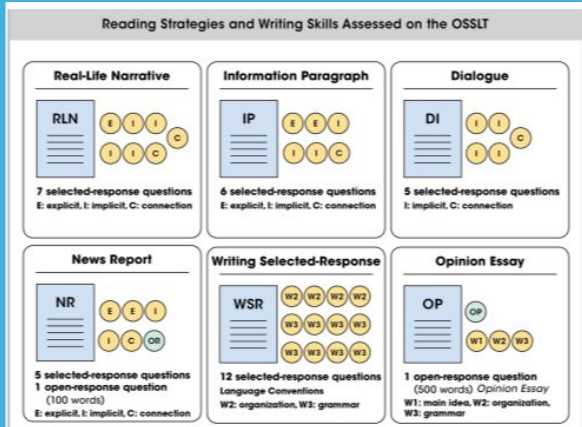 Reading Strategies and Writing Skills Assessed on the OSSLT
Real-Life Narrative
RLN
E I I
C
I I C
7 selected-response questions
E: explicit, I: implicit, C: connection
Information Paragraph
IP
E E I
I I C
6 selected-response questions
E: explicit, I: implicit, C: connection
Dialogue
DI
I I
C
I I
5 selected-response questions
I: implicit, C: connection
News Report
NR
E E I
I C OR
5 selected-response questions
1 open-response question
(100 words)
E: explicit, I: implicit, C: connection
Writing Selected-Response
WSR
W2 W2 W2 W2
W3 W3 W3 W3
W3 W3 W3 W3
12 selected-response questions
Language Conventions
W2: organization, W3: grammar
Opinion Essay
OP
OP
W1 W2 W3
1 open-response question
(500 words) Opinion Essay
W1: main idea, W2: organization,
W3: grammar